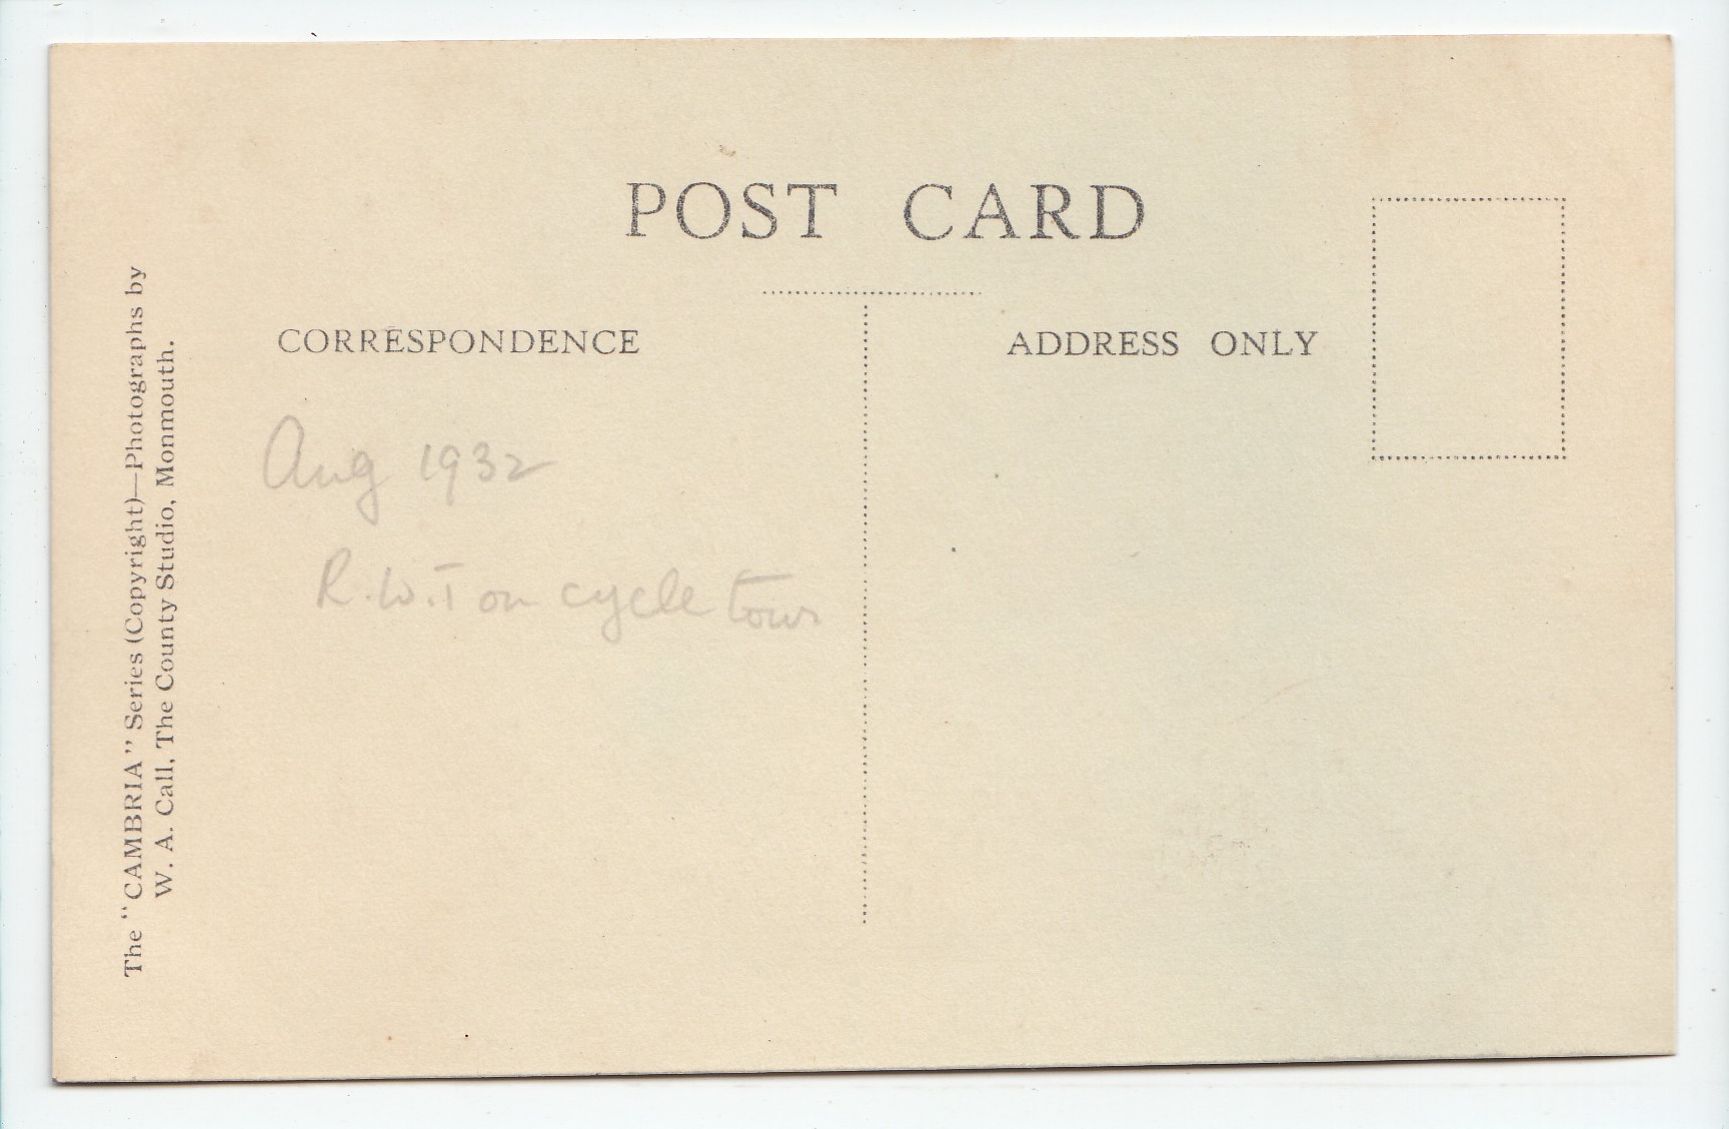 POST CARD
CORRESPONDENCE
ADDRESS ONLY
Aug 1932
R.W.T on cycle tour
The "CAMBRIA" Series (Copyright)—Photographs by
W. A. Call, The County Studio, Monmouth.